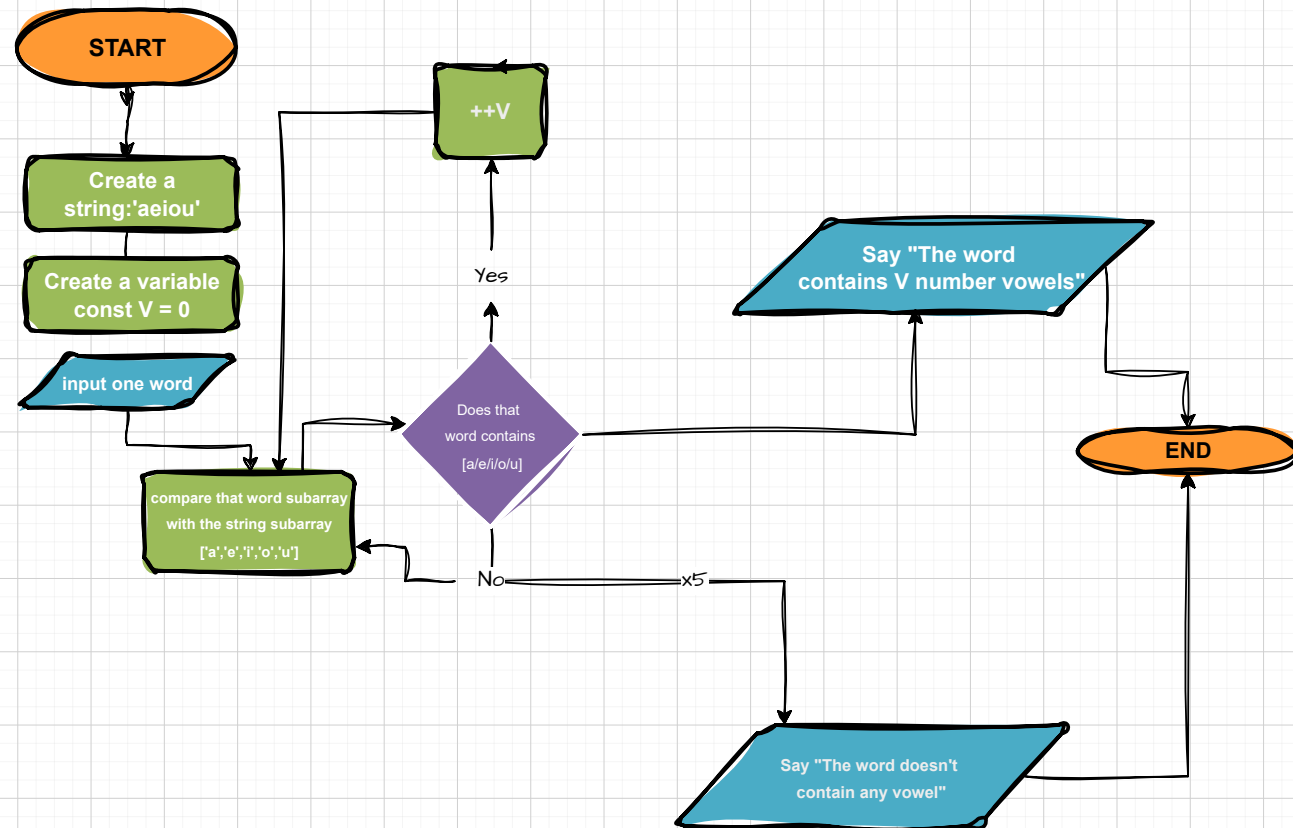 START
Create a
string:'aeiou'
Create a variable
const V = 0
input one word
compare that word subarray
with the string subarray
['a','e','i','o','u']
++V
Yes
Does that
word contains
[a/e/i/o/u]
No
x5
Say "The word
contains V number vowels"
Say "The word doesn't
contain any vowel"
END